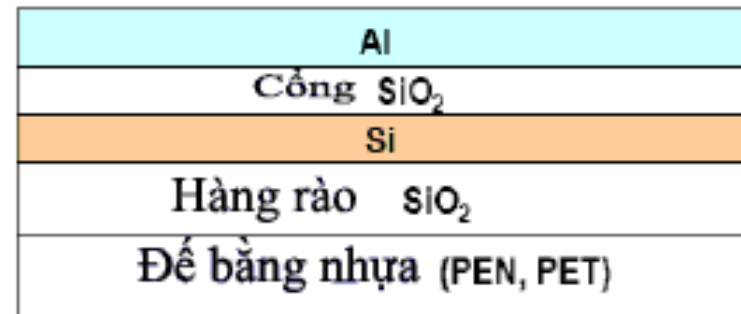 Al
Cổng SiO₂
Si
Hàng rào SiO₂
Đế bằng nhựa (PEN, PET)